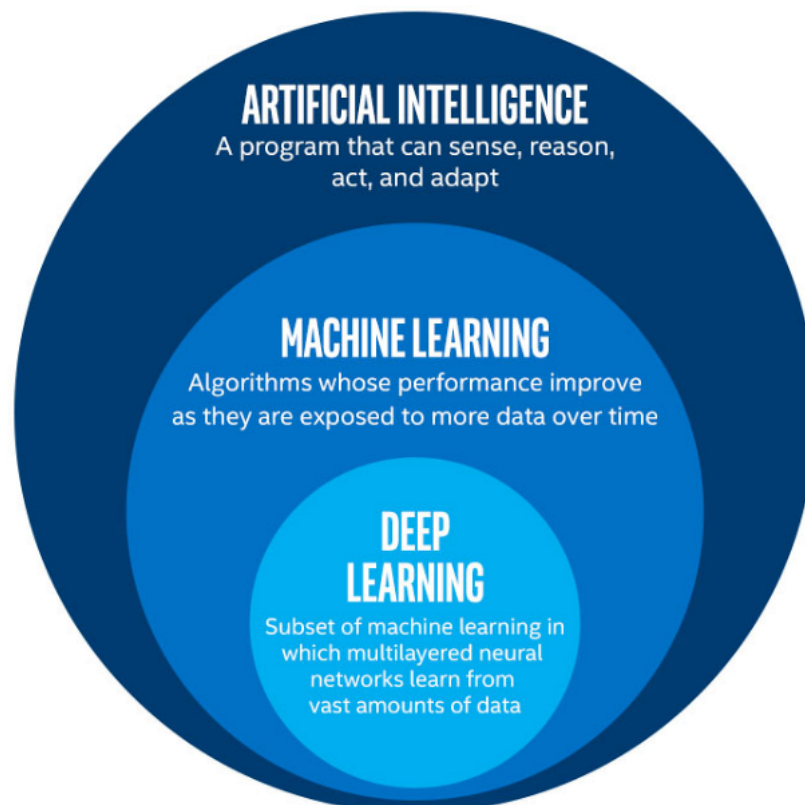 ARTIFICIAL INTELLIGENCE
A program that can sense, reason,
act, and adapt
MACHINE LEARNING
Algorithms whose performance improve
as they are exposed to more data over time
DEEP
LEARNING
Subset of machine learning in
which multilayered neural
networks learn from
vast amounts of data